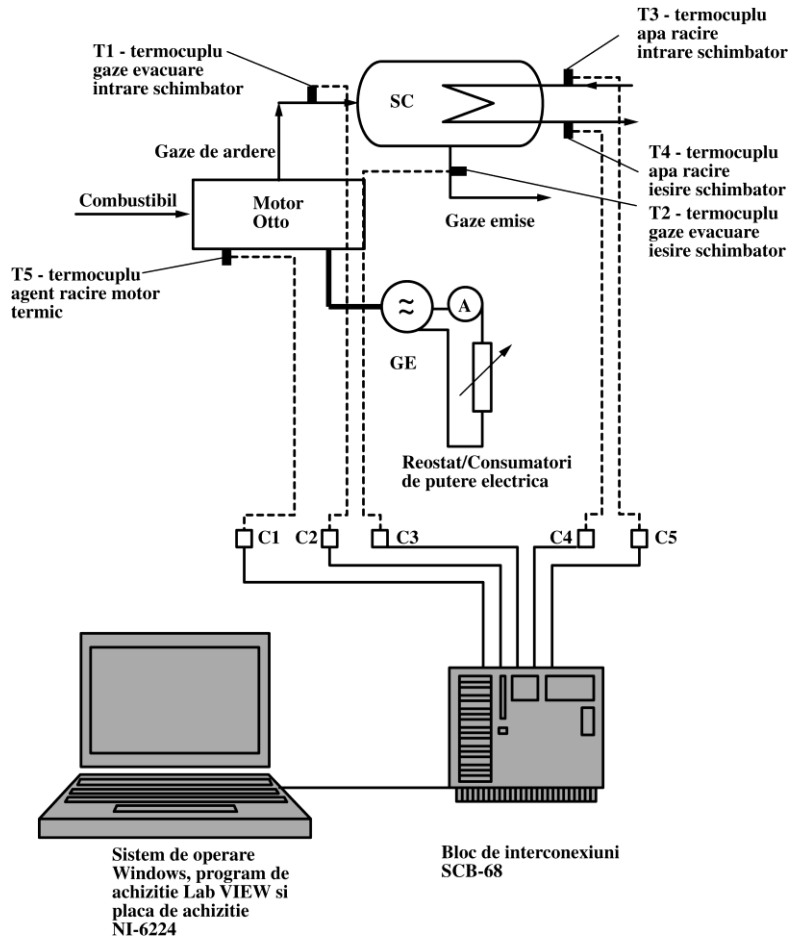 T1 - termocuplu
gaze evacuare
intrare schimbator
T3 - termocuplu
apa racire
intrare schimbator
SC
Gaze de ardere
T4 - termocuplu
apa racire
iesire schimbator
Combustibil
Motor
Otto
Gaze emise
T2 - termocuplu
gaze evacuare
iesire schimbator
T5 - termocuplu
agent racire motor
termic
≈
A
GE
Reostat/Consumatori
de putere electrica
C1
C2
C3
C4
C5
Sistem de operare
Windows, program de
achizitie Lab VIEW si
placa de achizitie
NI-6224
Bloc de interconexiuni
SCB-68